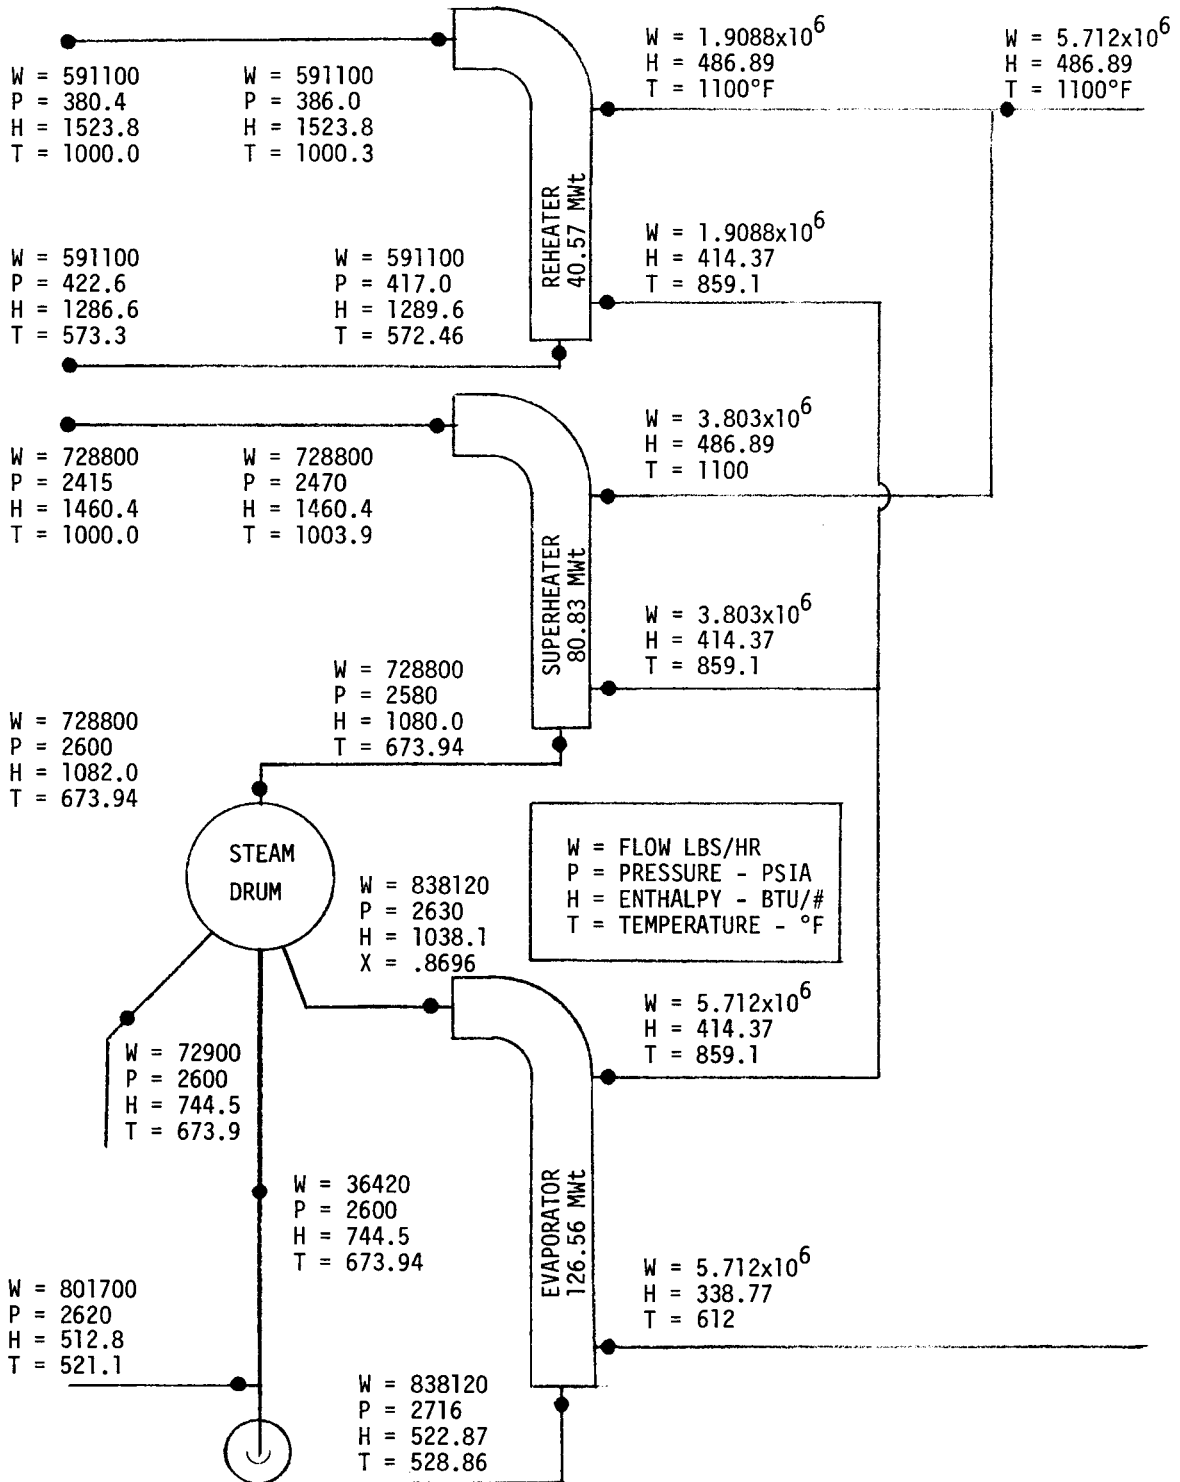 W = 591100
P = 380.4
H = 1523.8
T = 1000.0
W = 591100
P = 386.0
H = 1523.8
T = 1000.3
W = 1.9088x10^6
H = 486.89
T = 1100°F
W = 5.712x10^6
H = 486.89
T = 1100°F
REHEATER
40.57 MWt
W = 591100
P = 422.6
H = 1286.6
T = 573.3
W = 591100
P = 417.0
H = 1289.6
T = 572.46
W = 1.9088x10^6
H = 414.37
T = 859.1
W = 728800
P = 2415
H = 1460.4
T = 1000.0
W = 728800
P = 2470
H = 1460.4
T = 1003.9
W = 3.803x10^6
H = 486.89
T = 1100
SUPERHEATER
80.83 MWt
W = 3.803x10^6
H = 414.37
T = 859.1
W = 728800
P = 2580
H = 1080.0
T = 673.94
W = 728800
P = 2600
H = 1082.0
T = 673.94
STEAM
DRUM
W = FLOW LBS/HR
P = PRESSURE - PSIA
H = ENTHALPY - BTU/#
T = TEMPERATURE - °F
W = 838120
P = 2630
H = 1038.1
X = .8696
W = 5.712x10^6
H = 414.37
T = 859.1
W = 72900
P = 2600
H = 744.5
T = 673.9
W = 36420
P = 2600
H = 744.5
T = 673.94
EVAPORATOR
126.56 MWt
W = 5.712x10^6
H = 338.77
T = 612
W = 801700
P = 2620
H = 512.8
T = 521.1
W = 838120
P = 2716
H = 522.87
T = 528.86